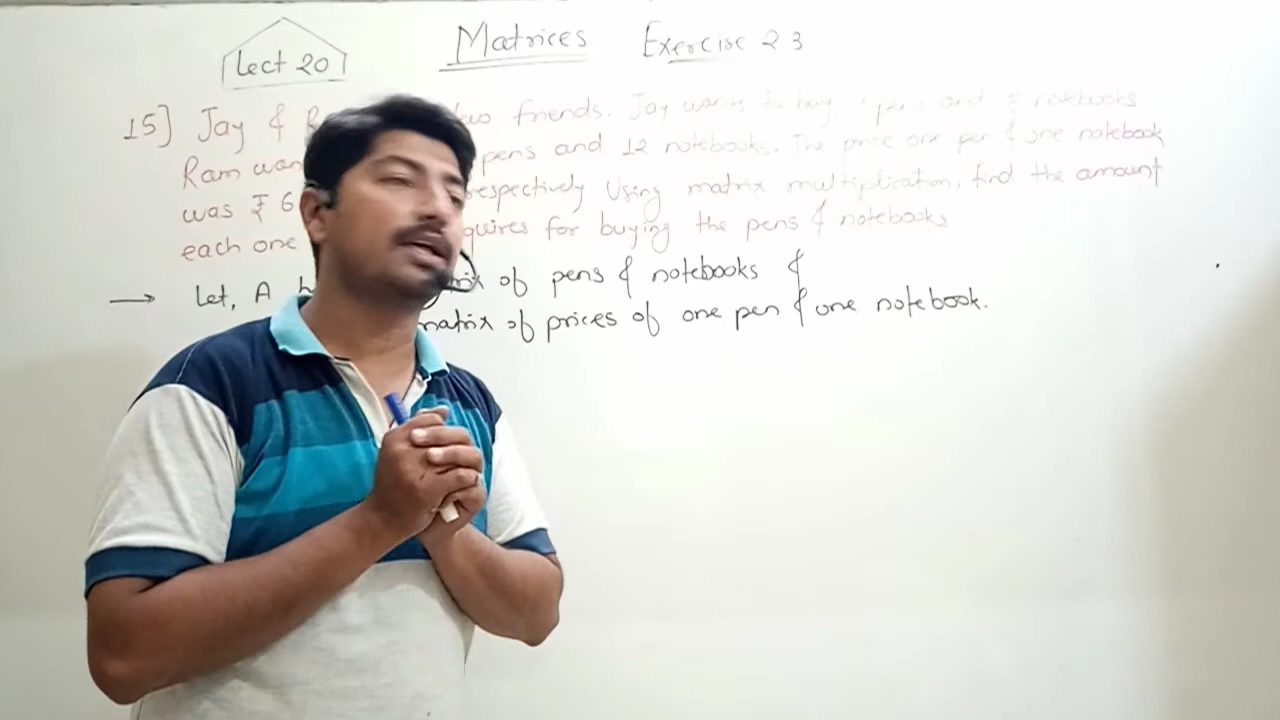 Lect 20
Matrices Exercise 2 3
15] Jay & friends. Jay wants to buy pens and notebooks
Ram pens and 12 notebooks. The price one pen & one notebook
was ₹ 6 respectively Using matrix multiplication, find the amount
each one for buying the pens & notebooks
→ Let, A of pens & notebooks &
matrix of prices of one pen & one notebook.